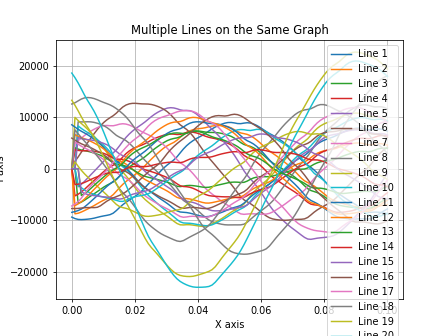 Multiple Lines on the Same Graph
20000
10000
0
−10000
−20000
0.00
0.02
0.04
0.06
X axis
Line 1
Line 2
Line 3
Line 4
Line 5
Line 6
Line 7
Line 8
Line 9
Line 10
Line 11
Line 12
Line 13
Line 14
Line 15
Line 16
Line 17
Line 18
Line 19
Line 20